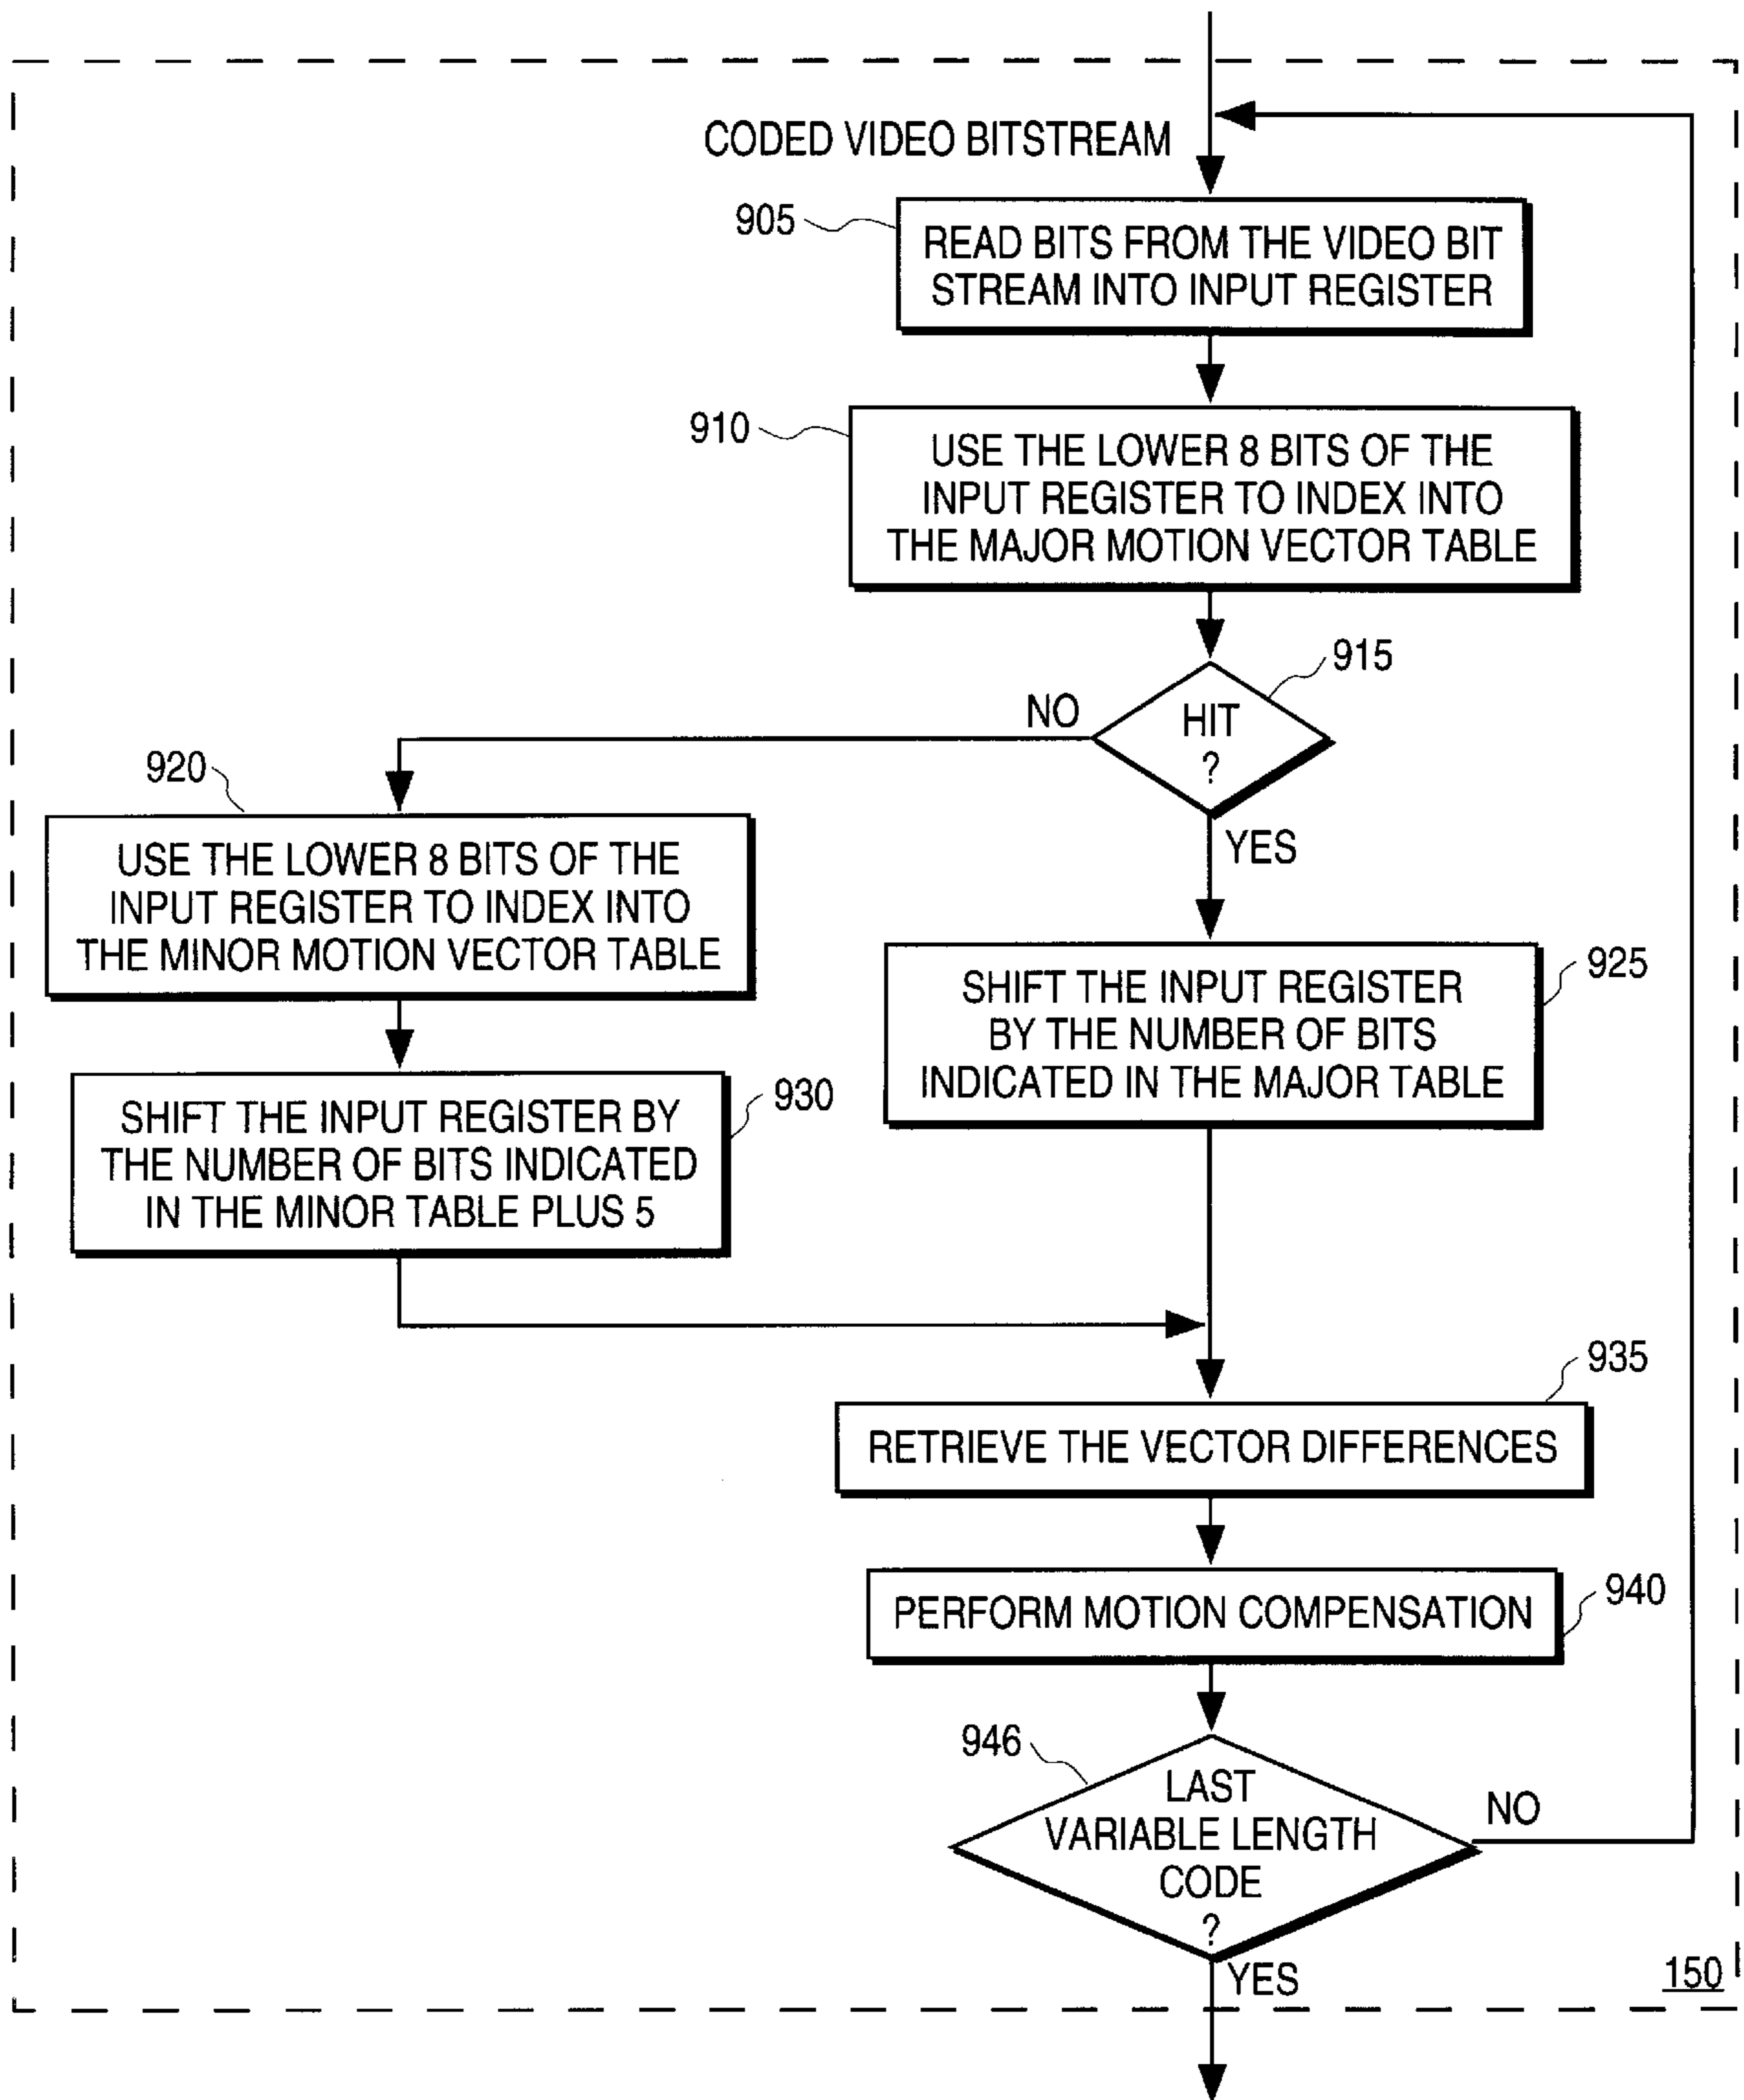 CODED VIDEO BITSTREAM
905
READ BITS FROM THE VIDEO BIT
STREAM INTO INPUT REGISTER
910
USE THE LOWER 8 BITS OF THE
INPUT REGISTER TO INDEX INTO
THE MAJOR MOTION VECTOR TABLE
915
HIT
?
NO
YES
920
USE THE LOWER 8 BITS OF THE
INPUT REGISTER TO INDEX INTO
THE MINOR MOTION VECTOR TABLE
925
SHIFT THE INPUT REGISTER
BY THE NUMBER OF BITS
INDICATED IN THE MAJOR TABLE
930
SHIFT THE INPUT REGISTER BY
THE NUMBER OF BITS INDICATED
IN THE MINOR TABLE PLUS 5
935
RETRIEVE THE VECTOR DIFFERENCES
940
PERFORM MOTION COMPENSATION
946
LAST
VARIABLE LENGTH
CODE
?
NO
YES
150